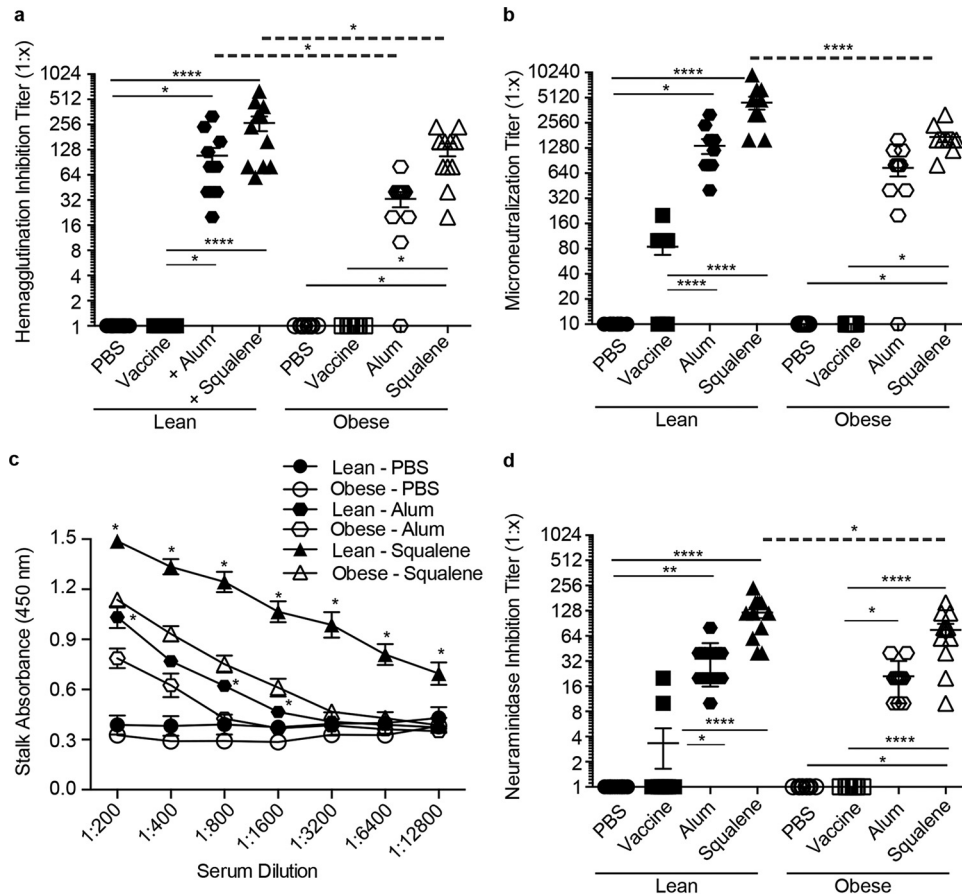 a
Hemagglutination Inhibition Titer (1:x)
1024
512
256
128
64
32
16
8
4
2
1
****
*
*
*
****
*
*
*
PBS
Vaccine
+ Alum
+ Squalene
PBS
Vaccine
Alum
Squalene
Lean
Obese
b
Microneutralization Titer (1:x)
10240
5120
2560
1280
640
320
160
80
40
20
10
****
****
*
****
****
*
*
PBS
Vaccine
Alum
Squalene
PBS
Vaccine
Alum
Squalene
Lean
Obese
c
Lean - PBS
Obese - PBS
Lean - Alum
Obese - Alum
Lean - Squalene
Obese - Squalene
Stalk Absorbance (450 nm)
1.5
1.2
0.9
0.6
0.3
0.0
* * * * * * *
* * *
1:200
1:400
1:800
1:1600
1:3200
1:6400
1:12800
Serum Dilution
d
Neuraminidase Inhibition Titer (1:x)
1024
512
256
128
64
32
16
8
4
2
1
*
****
**
****
*
****
*
****
*
PBS
Vaccine
Alum
Squalene
PBS
Vaccine
Alum
Squalene
Lean
Obese